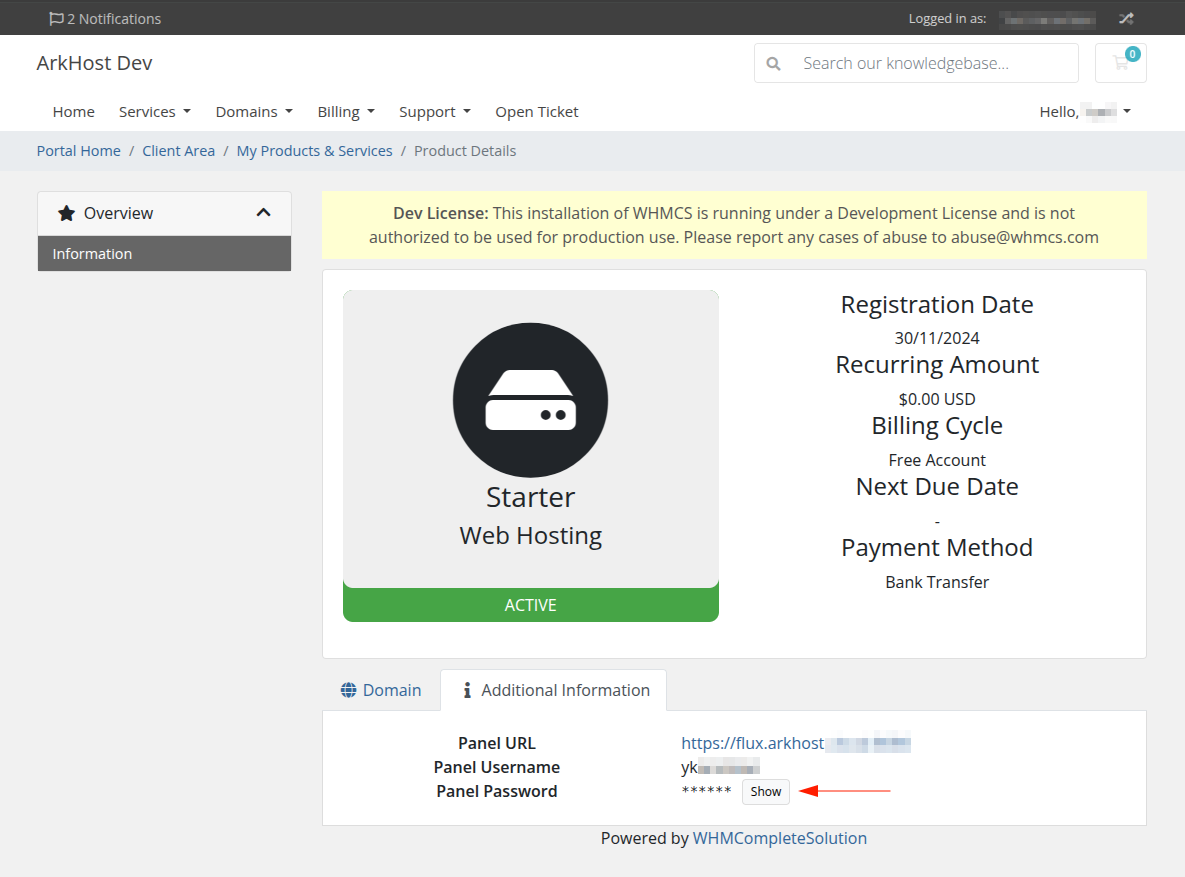 2 Notifications
Logged in as:
ArkHost Dev
Search our knowledgebase...
0
Home Services Domains Billing Support Open Ticket
Hello,
Portal Home / Client Area / My Products & Services / Product Details
Overview
Information
Dev License: This installation of WHMCS is running under a Development License and is not
authorized to be used for production use. Please report any cases of abuse to abuse@whmcs.com
Starter
Web Hosting
ACTIVE
Registration Date
30/11/2024
Recurring Amount
$0.00 USD
Billing Cycle
Free Account
Next Due Date
-
Payment Method
Bank Transfer
Domain
Additional Information
Panel URL https://flux.arkhost
Panel Username yk
Panel Password ****** Show
Powered by WHMCompleteSolution